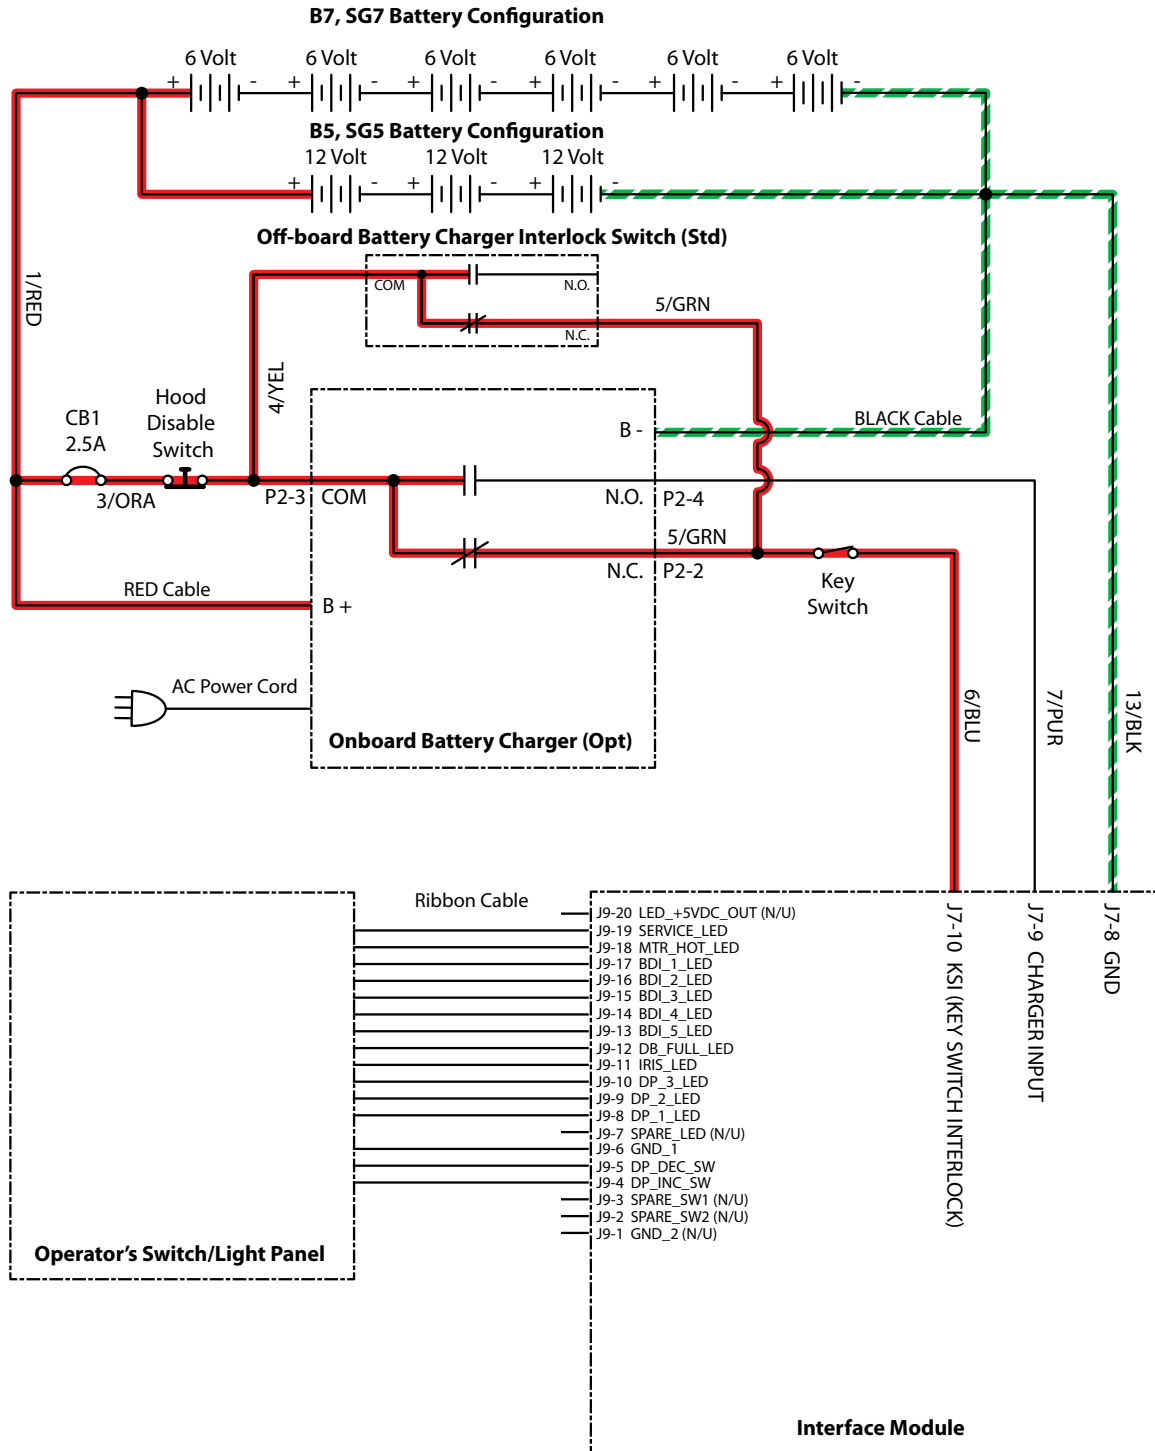 B7, SG7 Battery Configuration
6 Volt 6 Volt 6 Volt 6 Volt 6 Volt 6 Volt
+ - + - + - + - + - + -
B5, SG5 Battery Configuration
12 Volt 12 Volt 12 Volt
+ - + - + -
Off-board Battery Charger Interlock Switch (Std)
COM
N.O.
N.C.
5/GRN
1/RED
4/YEL
CB1
2.5A
Hood
Disable
Switch
3/ORA
B -
BLACK Cable
P2-3
COM
N.O.
P2-4
5/GRN
N.C.
P2-2
Key
Switch
RED Cable
B +
AC Power Cord
Onboard Battery Charger (Opt)
6/BLU
7/PUR
13/BLK
Ribbon Cable
J9-20 LED_+5VDC_OUT (N/U)
J9-19 SERVICE_LED
J9-18 MTR_HOT_LED
J9-17 BDI_1_LED
J9-16 BDI_2_LED
J9-15 BDI_3_LED
J9-14 BDI_4_LED
J9-13 BDI_5_LED
J9-12 DB_FULL_LED
J9-11 IRIS_LED
J9-10 DP_3_LED
J9-9 DP_2_LED
J9-8 DP_1_LED
J9-7 SPARE_LED (N/U)
J9-6 GND_1
J9-5 DP_DEC_SW
J9-4 DP_INC_SW
J9-3 SPARE_SW1 (N/U)
J9-2 SPARE_SW2 (N/U)
J9-1 GND_2 (N/U)
J7-10 KSI (KEY SWITCH INTERLOCK)
J7-9 CHARGER INPUT
J7-8 GND
Operator’s Switch/Light Panel
Interface Module